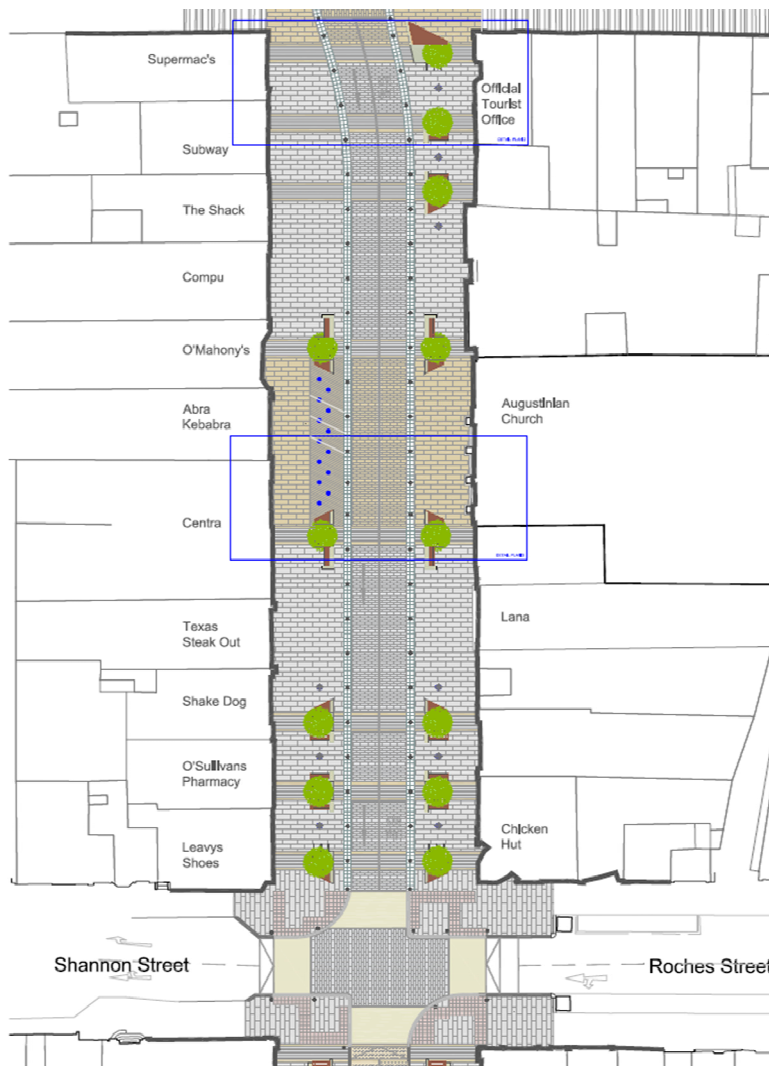 Supermac's
Official
Tourist
Office
Subway
The Shack
Compu
O'Mahony's
Abra
Kebabra
Augustinian
Church
Centra
Texas
Steak Out
Lana
Shake Dog
O'Sullivans
Pharmacy
Leavys
Shoes
Chicken
Hut
Shannon Street
Roches Street